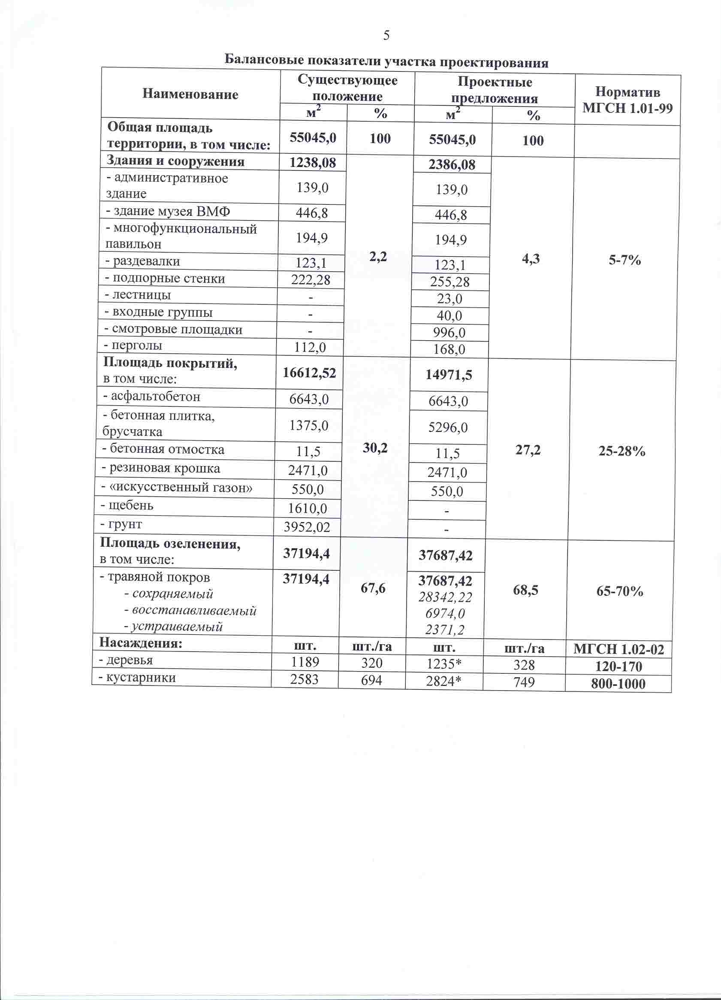 5
Балансовые показатели участка проектирования
Наименование
Существующее
положение
Проектные
предложения
Норматив
МГСН 1.01-99
м²
%
м²
%
Общая площадь
территории, в том числе:
55045,0
100
55045,0
100
Здания и сооружения
1238,08
2386,08
- административное
здание
139,0
139,0
- здание музея ВМФ
446,8
446,8
- многофункциональный
павильон
194,9
194,9
2,2
4,3
5-7%
- раздевалки
123,1
123,1
- подпорные стенки
222,28
255,28
- лестницы
-
23,0
- входные группы
-
40,0
- смотровые площадки
-
996,0
- перголы
112,0
168,0
Площадь покрытий,
в том числе:
16612,52
14971,5
- асфальтобетон
6643,0
6643,0
- бетонная плитка,
брусчатка
1375,0
5296,0
- бетонная отмостка
11,5
30,2
11,5
27,2
25-28%
- резиновая крошка
2471,0
2471,0
- «искусственный газон»
550,0
550,0
- щебень
1610,0
-
- грунт
3952,02
-
Площадь озеленения,
в том числе:
37194,4
37687,42
- травяной покров
37194,4
37687,42
67,6
68,5
65-70%
- сохраняемый
28342,22
- восстанавливаемый
6974,0
- устраиваемый
2371,2
Насаждения:
шт.
шт./га
шт.
шт./га
МГСН 1.02-02
- деревья
1189
320
1235*
328
120-170
- кустарники
2583
694
2824*
749
800-1000